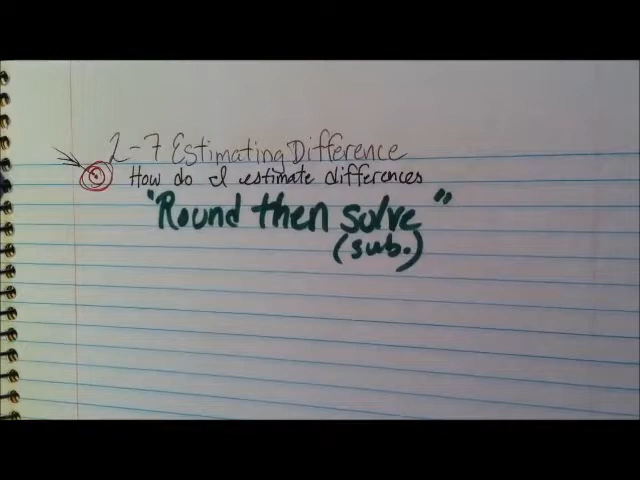 2-7 Estimating Difference
How do I estimate differences
"Round then solve"
(sub.)